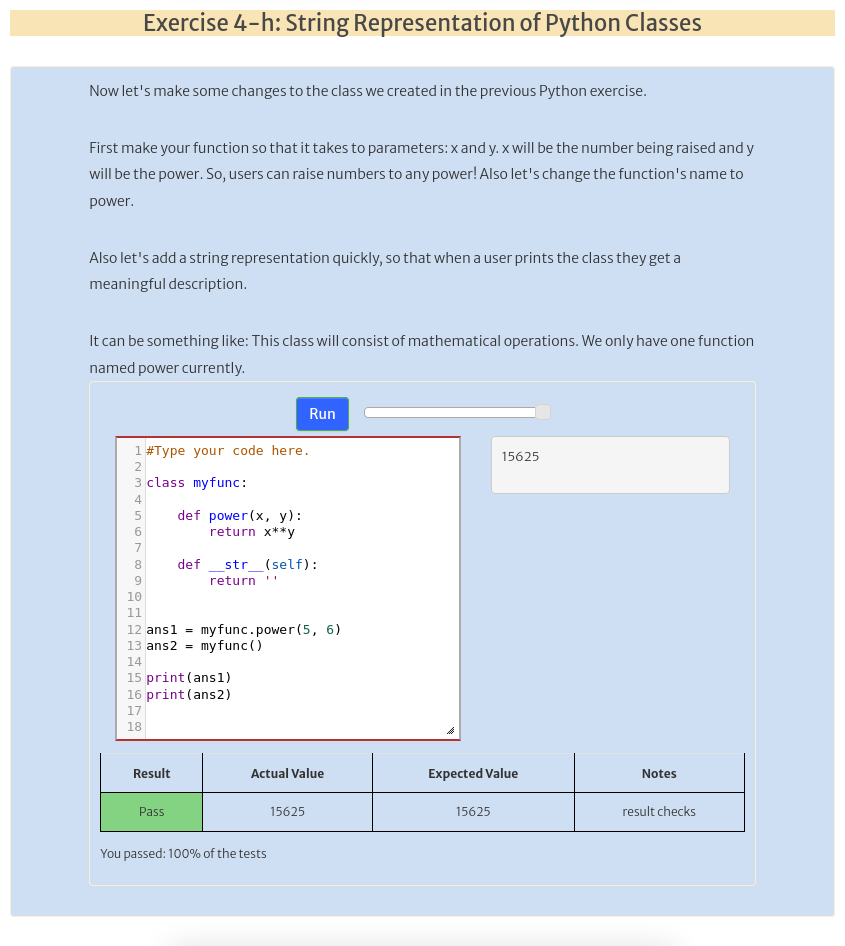 Exercise 4-h: String Representation of Python Classes
Now let's make some changes to the class we created in the previous Python exercise.
First make your function so that it takes to parameters: x and y. x will be the number being raised and y
will be the power. So, users can raise numbers to any power! Also let's change the function's name to
power.
Also let's add a string representation quickly, so that when a user prints the class they get a
meaningful description.
It can be something like: This class will consist of mathematical operations. We only have one function
named power currently.
Run
1 #Type your code here.
2
3 class myfunc:
4
5     def power(x, y):
6         return x**y
7
8     def __str__(self):
9         return ''
10
11
12 ans1 = myfunc.power(5, 6)
13 ans2 = myfunc()
14
15 print(ans1)
16 print(ans2)
17
18
15625
Result Actual Value Expected Value Notes
Pass 15625 15625 result checks
You passed: 100% of the tests